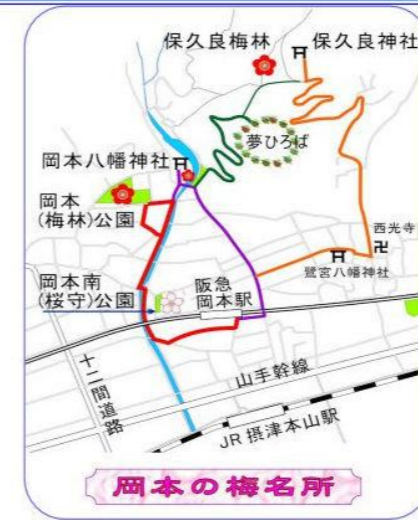 保久良梅林
保久良神社
夢ひろば
岡本八幡神社
岡本
(梅林)公園
西光寺
鷺宮八幡神社
岡本南
(桜守)公園
阪急
岡本駅
山手幹線
十二間道路
JR 摂津本山駅
岡本の梅名所